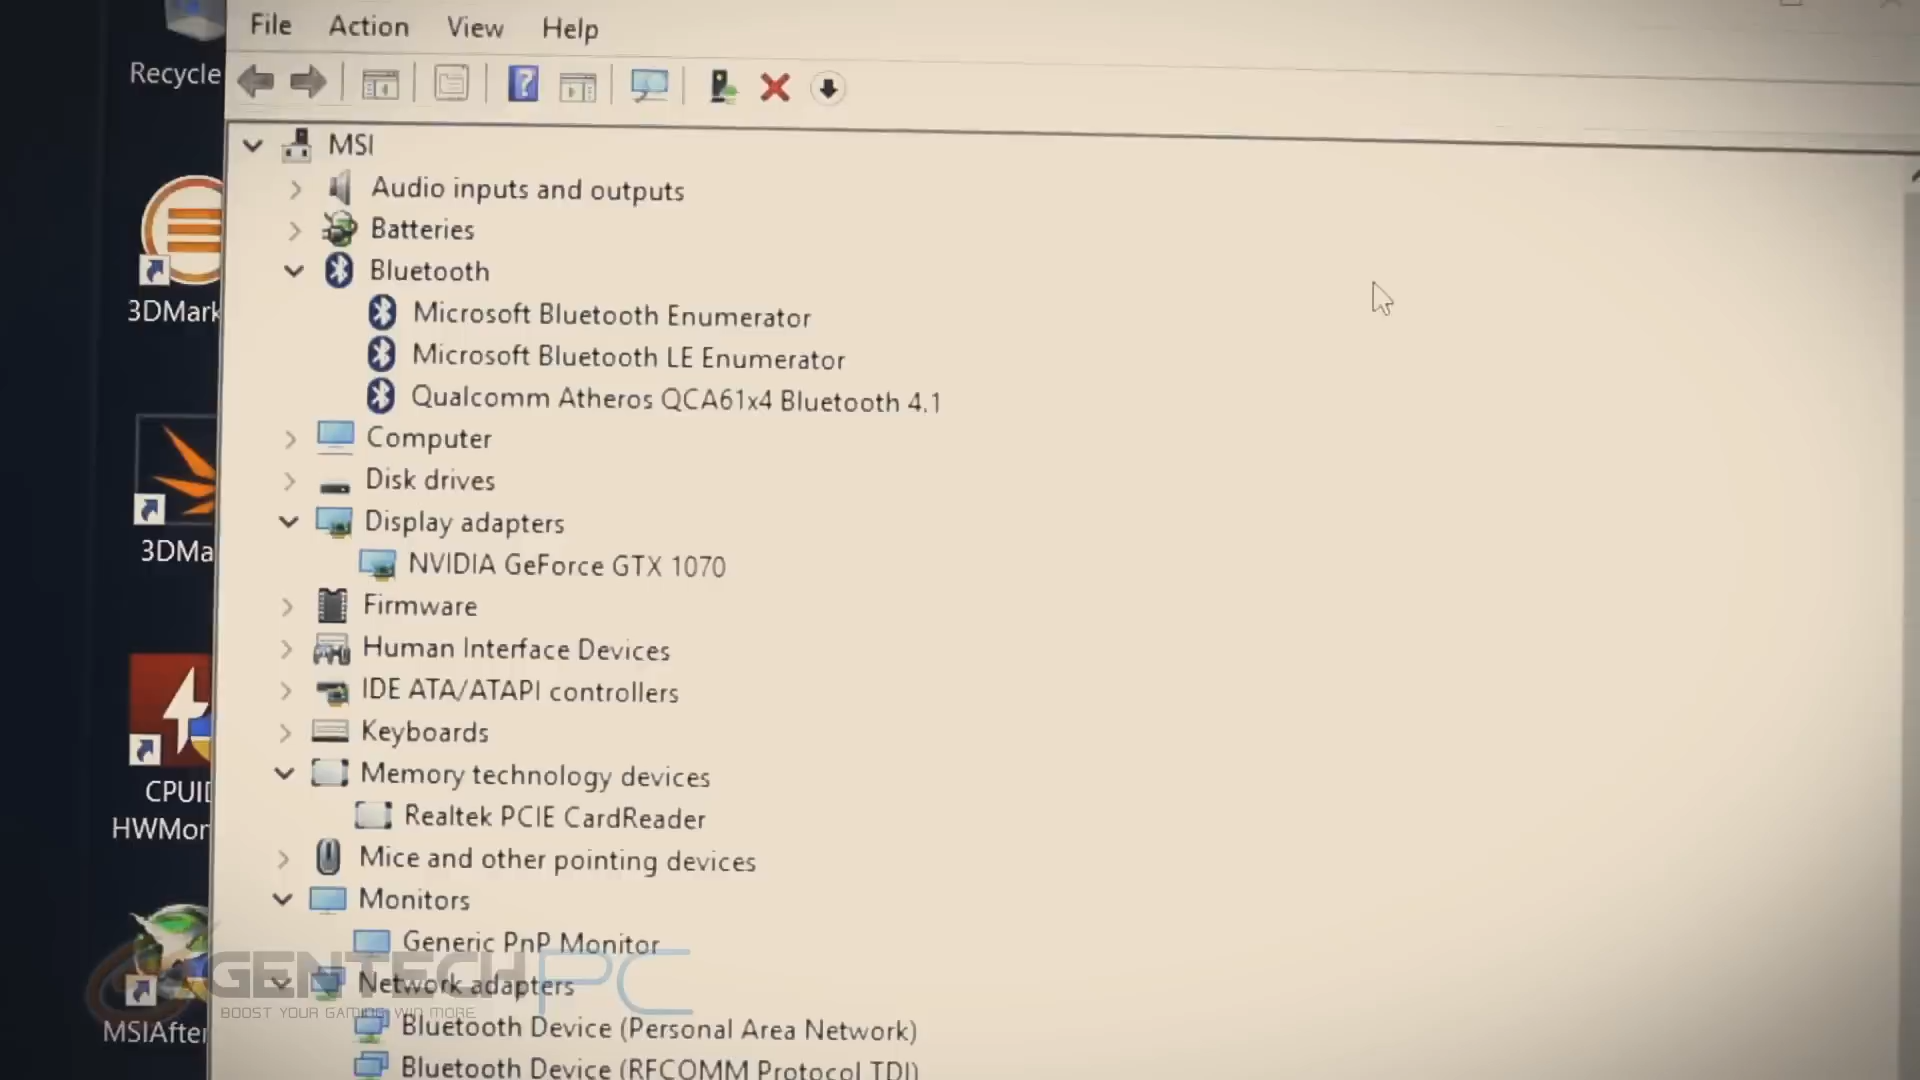 File Action View Help
Recycle
MSI
Audio inputs and outputs
Batteries
Bluetooth
Microsoft Bluetooth Enumerator
Microsoft Bluetooth LE Enumerator
Qualcomm Atheros QCA61x4 Bluetooth 4.1
Computer
Disk drives
Display adapters
NVIDIA GeForce GTX 1070
Firmware
Human Interface Devices
IDE ATA/ATAPI controllers
Keyboards
Memory technology devices
Realtek PCIE CardReader
Mice and other pointing devices
Monitors
Generic PnP Monitor
Network adapters
Bluetooth Device (Personal Area Network)
Bluetooth Device (RFCOMM Protocol TDI)
3DMark
3DMa
CPUID
HWMon
MSIAfter
GENTECH PC
BOOST YOUR GAMING, WIN MORE